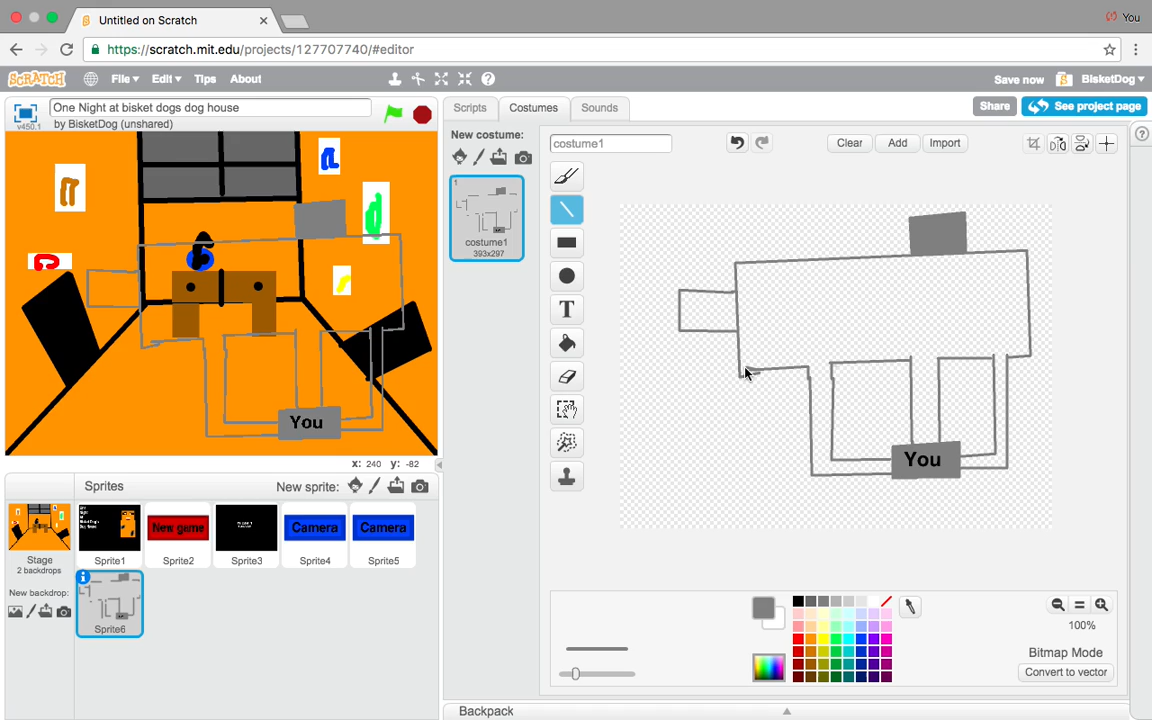 Untitled on Scratch
You
https://scratch.mit.edu/projects/127707740/#editor
SCRATCH
File
Edit
Tips
About
Save now
BisketDog
v450.1
One Night at bisket dogs dog house
by BisketDog (unshared)
Scripts
Costumes
Sounds
Share
See project page
New costume:
costume1
Clear
Add
Import
1
costume1
393x297
T
You
You
x: 240 y: -82
Sprites
New sprite:
New game
Camera
Camera
Stage
2 backdrops
Sprite1
Sprite2
Sprite3
Sprite4
Sprite5
New backdrop:
Sprite6
100%
Bitmap Mode
Convert to vector
Backpack